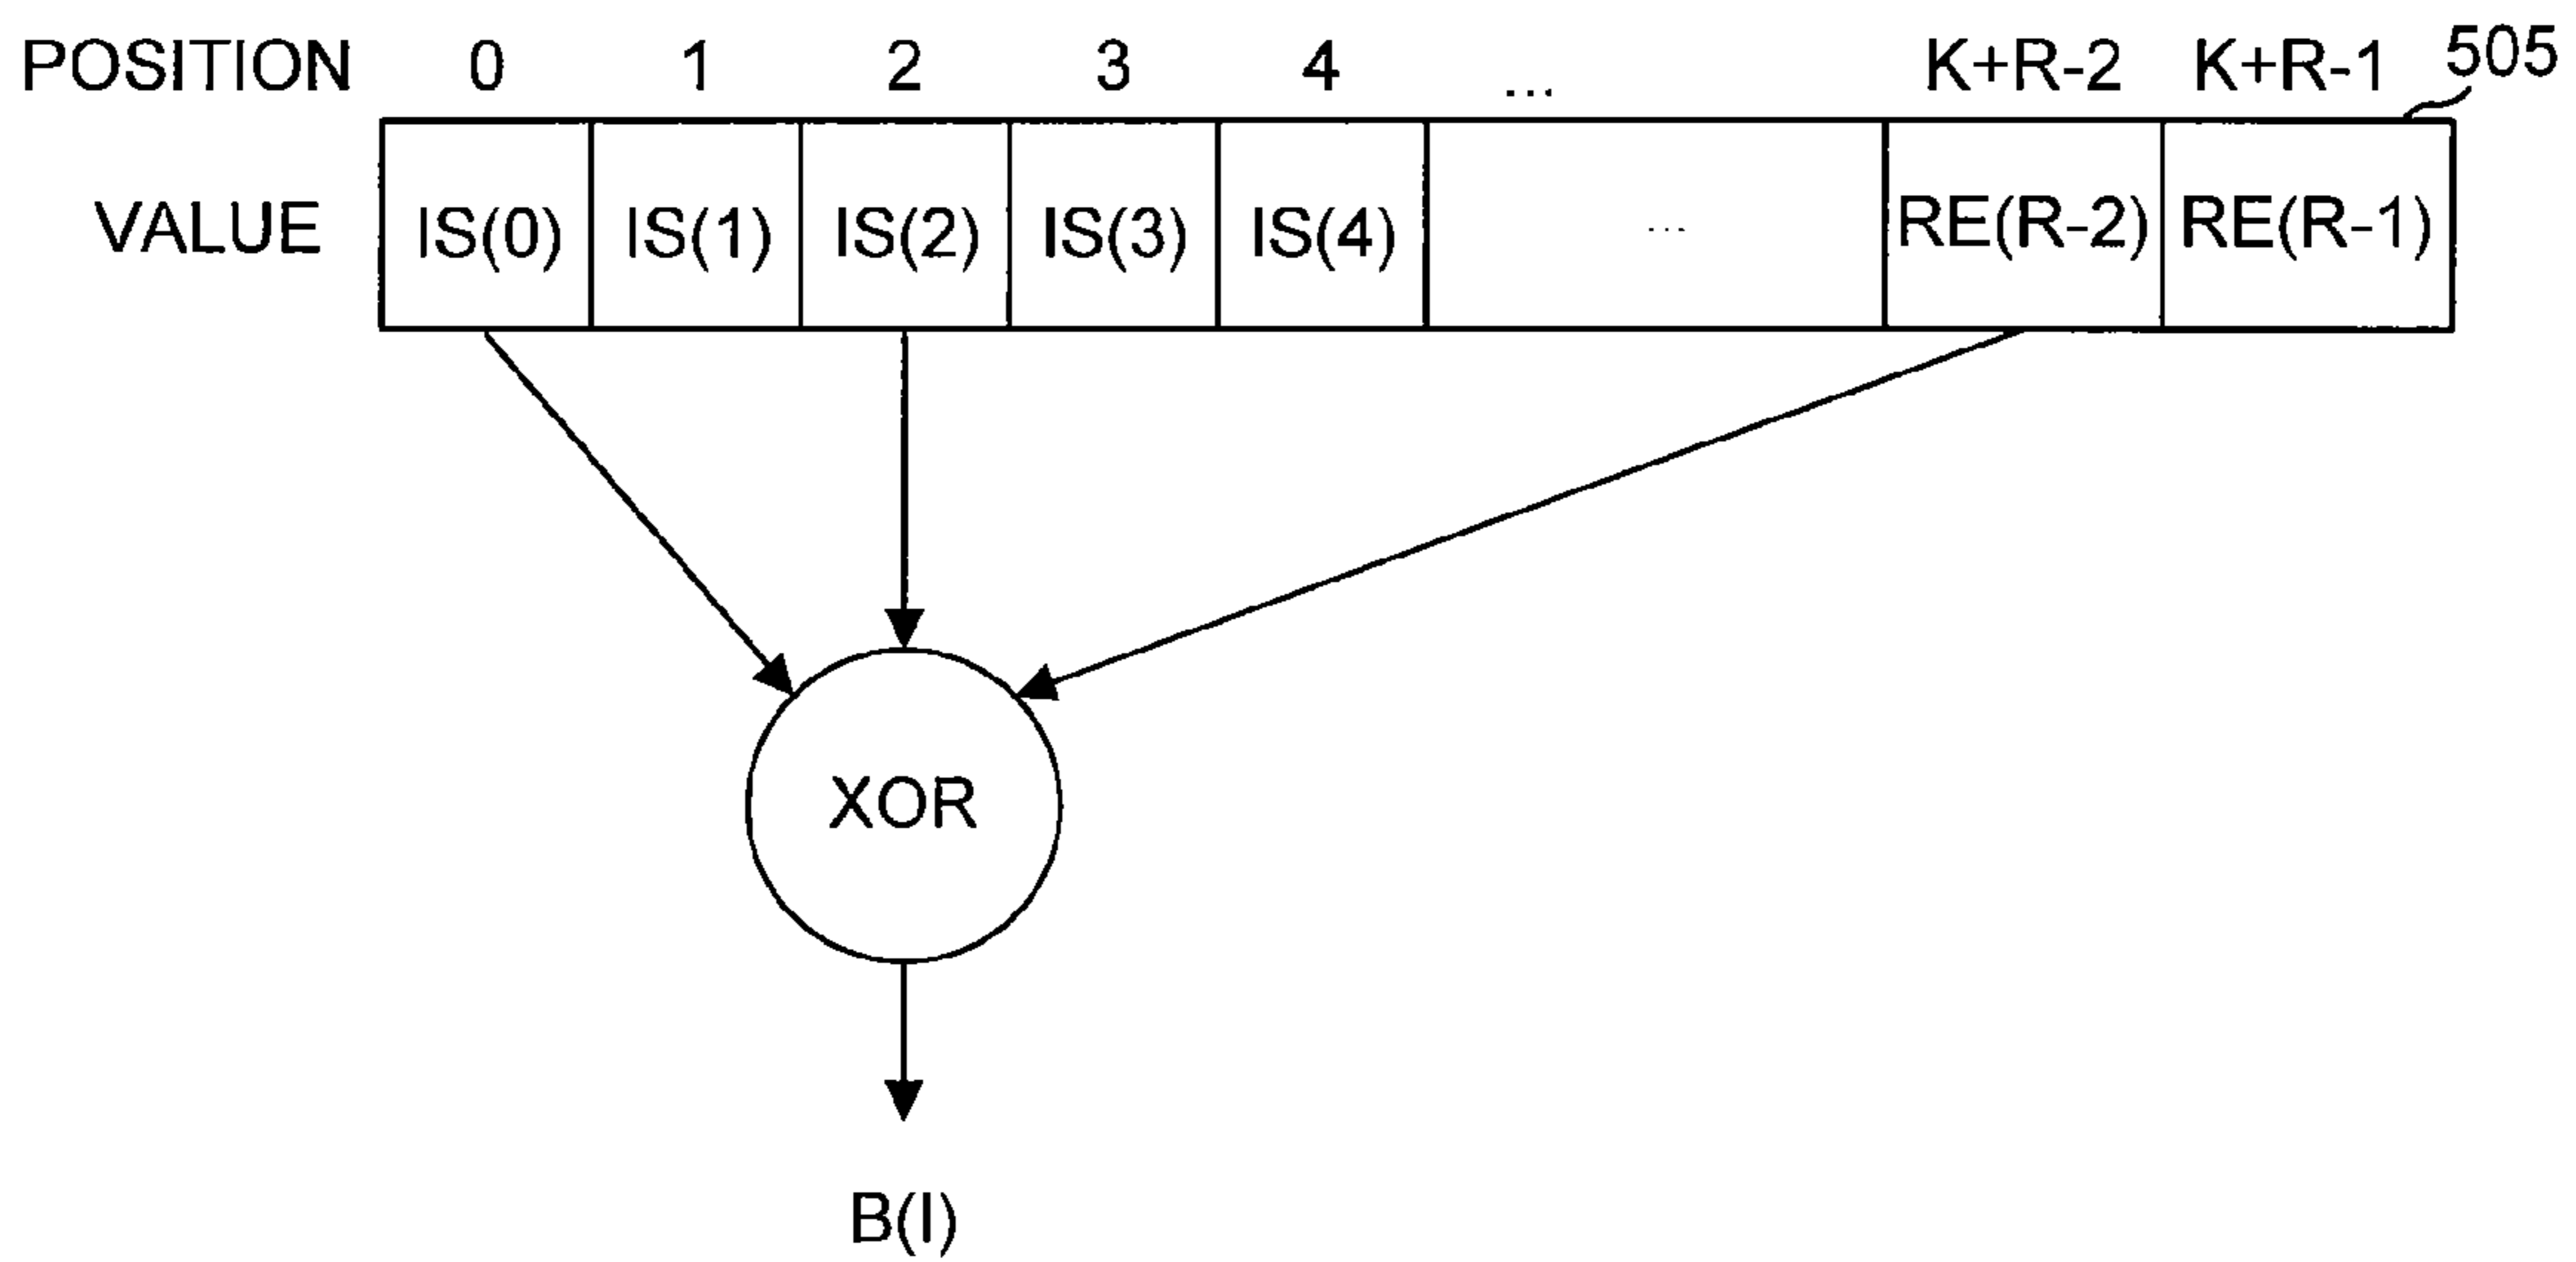 POSITION 0 1 2 3 4 ... K+R-2 K+R-1 505
VALUE IS(0) IS(1) IS(2) IS(3) IS(4) ... RE(R-2) RE(R-1)
XOR
B(I)